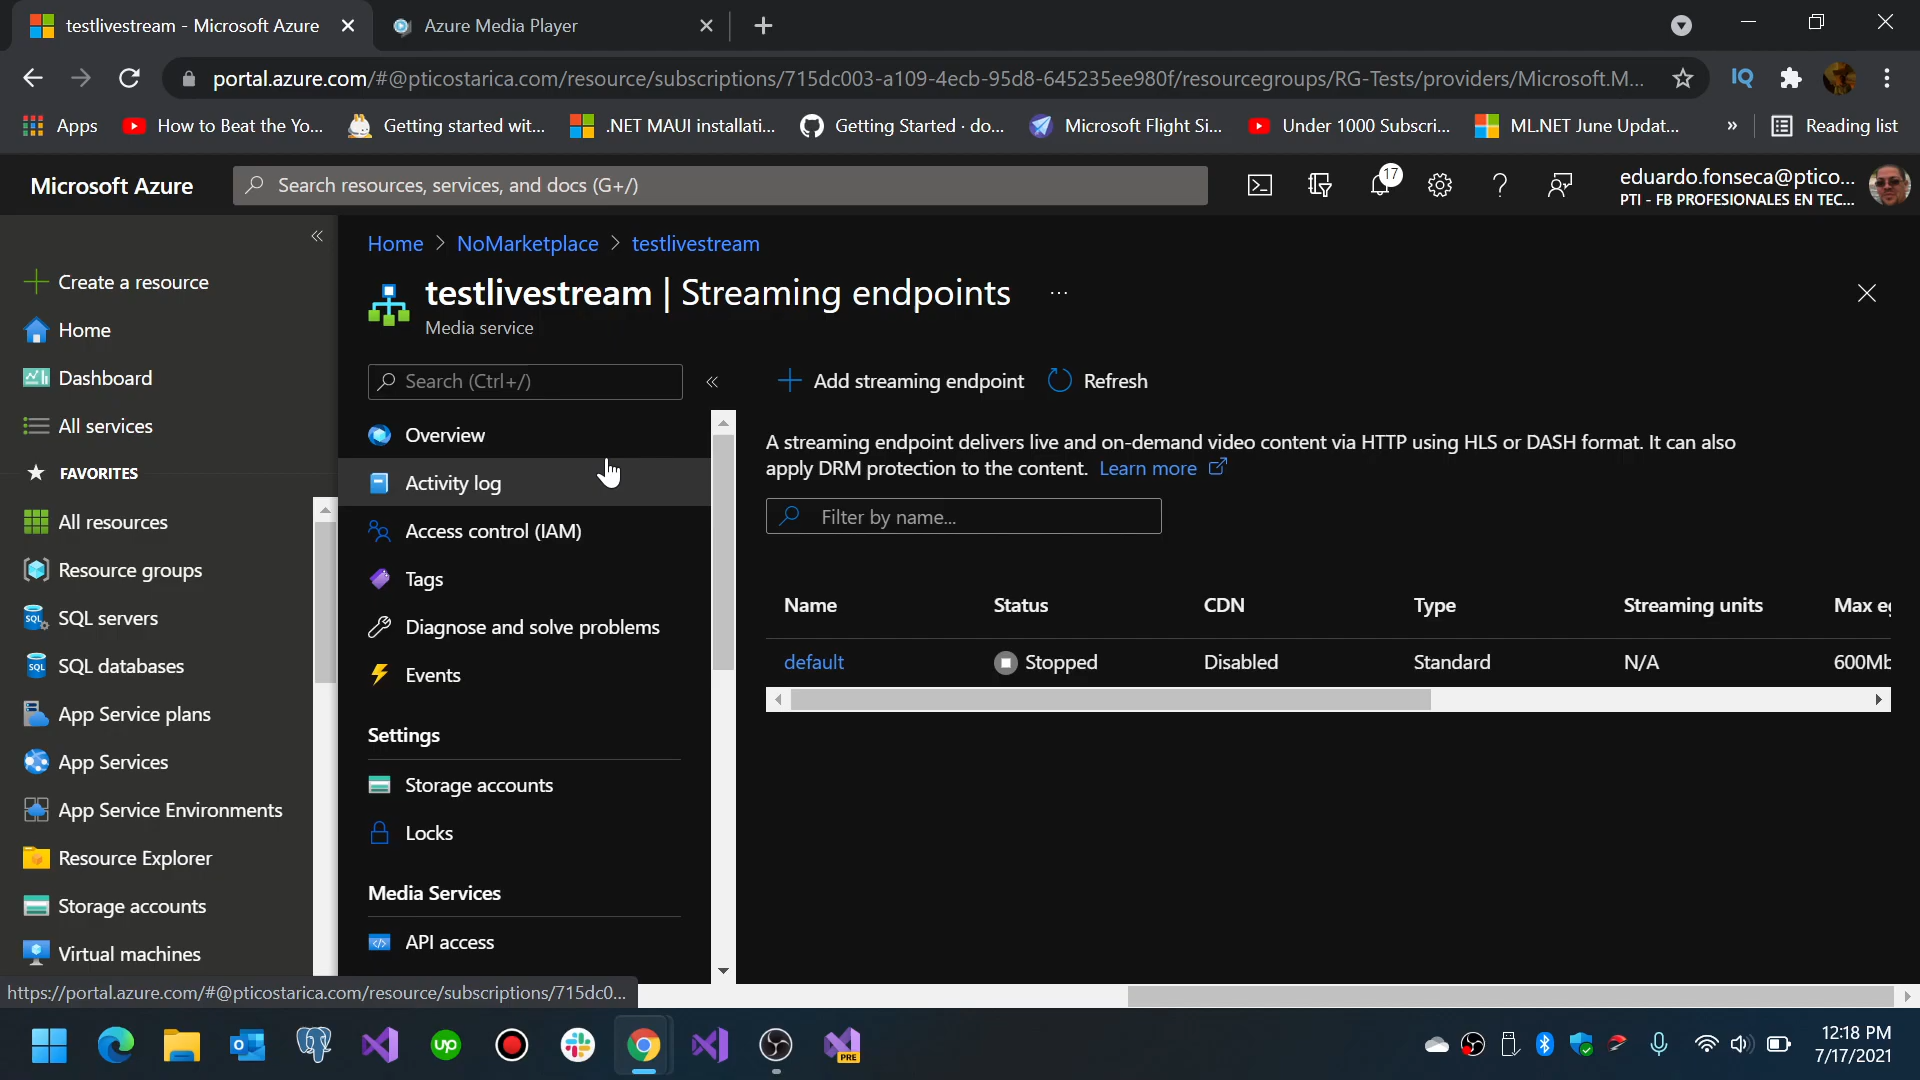 testlivestream - Microsoft Azure
Azure Media Player
portal.azure.com/#@pticostarica.com/resource/subscriptions/715dc003-a109-4ecb-95d8-645235ee980f/resourcegroups/RG-Tests/providers/Microsoft.M...
IQ
Apps
How to Beat the Yo...
Getting started wit...
.NET MAUI installati...
Getting Started · do...
Microsoft Flight Si...
Under 1000 Subscri...
ML.NET June Updat...
»
Reading list
Microsoft Azure
Search resources, services, and docs (G+/)
17
eduardo.fonseca@ptico...
PTI - FB PROFESIONALES EN TEC...
Home > NoMarketplace > testlivestream
testlivestream | Streaming endpoints ...
Media service
Create a resource
Home
Dashboard
All services
FAVORITES
All resources
Resource groups
SQL servers
SQL databases
App Service plans
App Services
App Service Environments
Resource Explorer
Storage accounts
Virtual machines
Search (Ctrl+/)
Overview
Activity log
Access control (IAM)
Tags
Diagnose and solve problems
Events
Settings
Storage accounts
Locks
Media Services
API access
Add streaming endpoint
Refresh
A streaming endpoint delivers live and on-demand video content via HTTP using HLS or DASH format. It can also
apply DRM protection to the content. Learn more
Filter by name...
Name Status CDN Type Streaming units Max eg
default Stopped Disabled Standard N/A 600Mb
https://portal.azure.com/#@pticostarica.com/resource/subscriptions/715dc0...
up
PRE
12:18 PM
7/17/2021